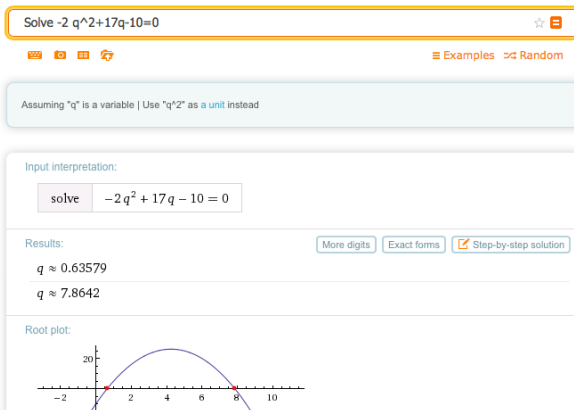 Solve -2 q^2+17q-10=0
Examples Random
Assuming "q" is a variable | Use "q^2" as a unit instead
Input interpretation:
solve −2 q² + 17 q − 10 = 0
Results:
More digits Exact forms Step-by-step solution
q ≈ 0.63579
q ≈ 7.8642
Root plot:
20
−2 2 4 6 8 10